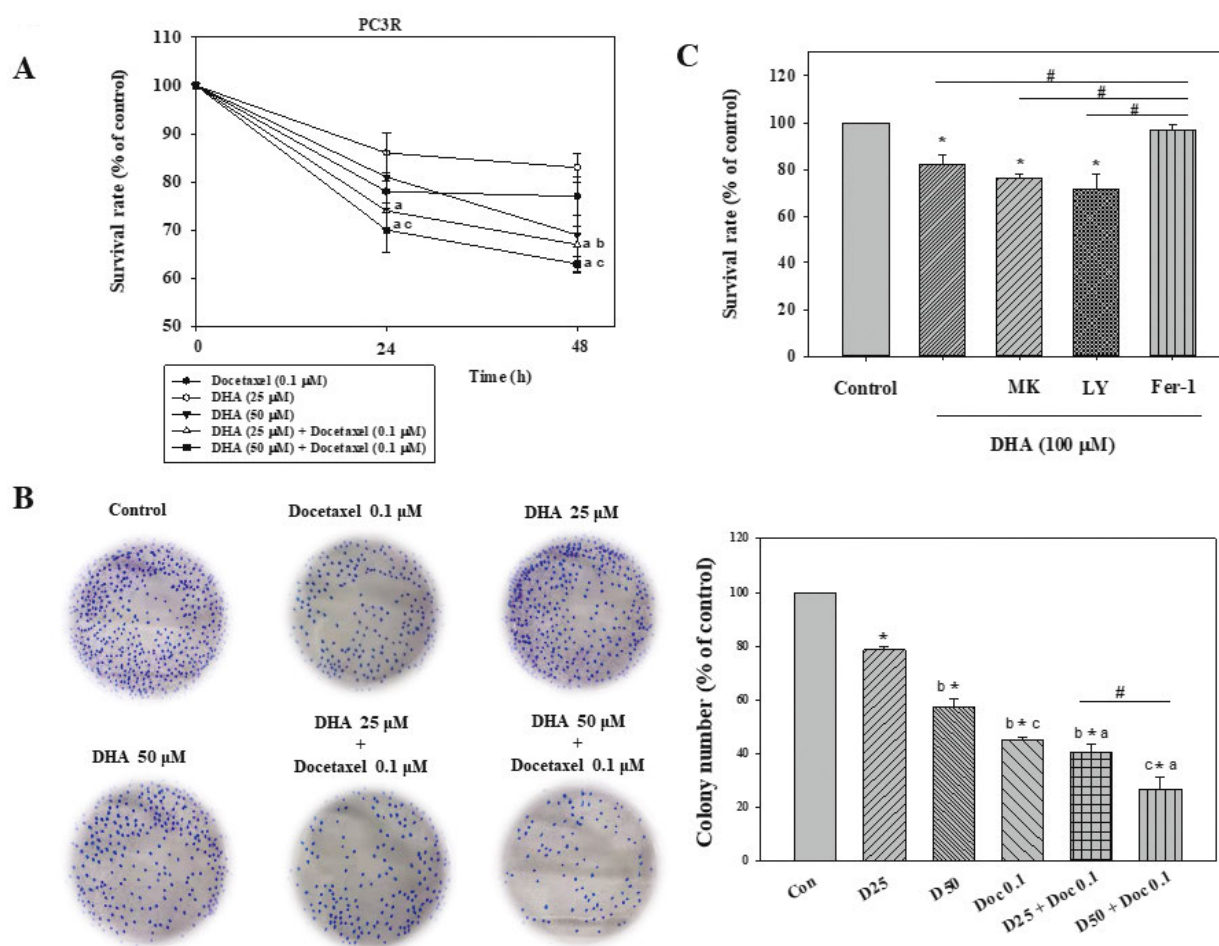 A
PC3R
Survival rate (% of control)
110
100
90
80
70
60
50
a
a c
a b
a c
0
24
48
Time (h)
Docetaxel (0.1 μM)
DHA (25 μM)
DHA (50 μM)
DHA (25 μM) + Docetaxel (0.1 μM)
DHA (50 μM) + Docetaxel (0.1 μM)
C
Survival rate (% of control)
120
100
80
60
40
20
0
#
#
#
*
*
*
Control
MK
LY
Fer-1
DHA (100 μM)
B
Control
Docetaxel 0.1 μM
DHA 25 μM
DHA 50 μM
DHA 25 μM
+
Docetaxel 0.1 μM
DHA 50 μM
+
Docetaxel 0.1 μM
Colony number (% of control)
120
100
80
60
40
20
0
*
b *
b * c
b * a
c * a
#
Con
D25
D50
Doc 0.1
D25 + Doc 0.1
D50 + Doc 0.1